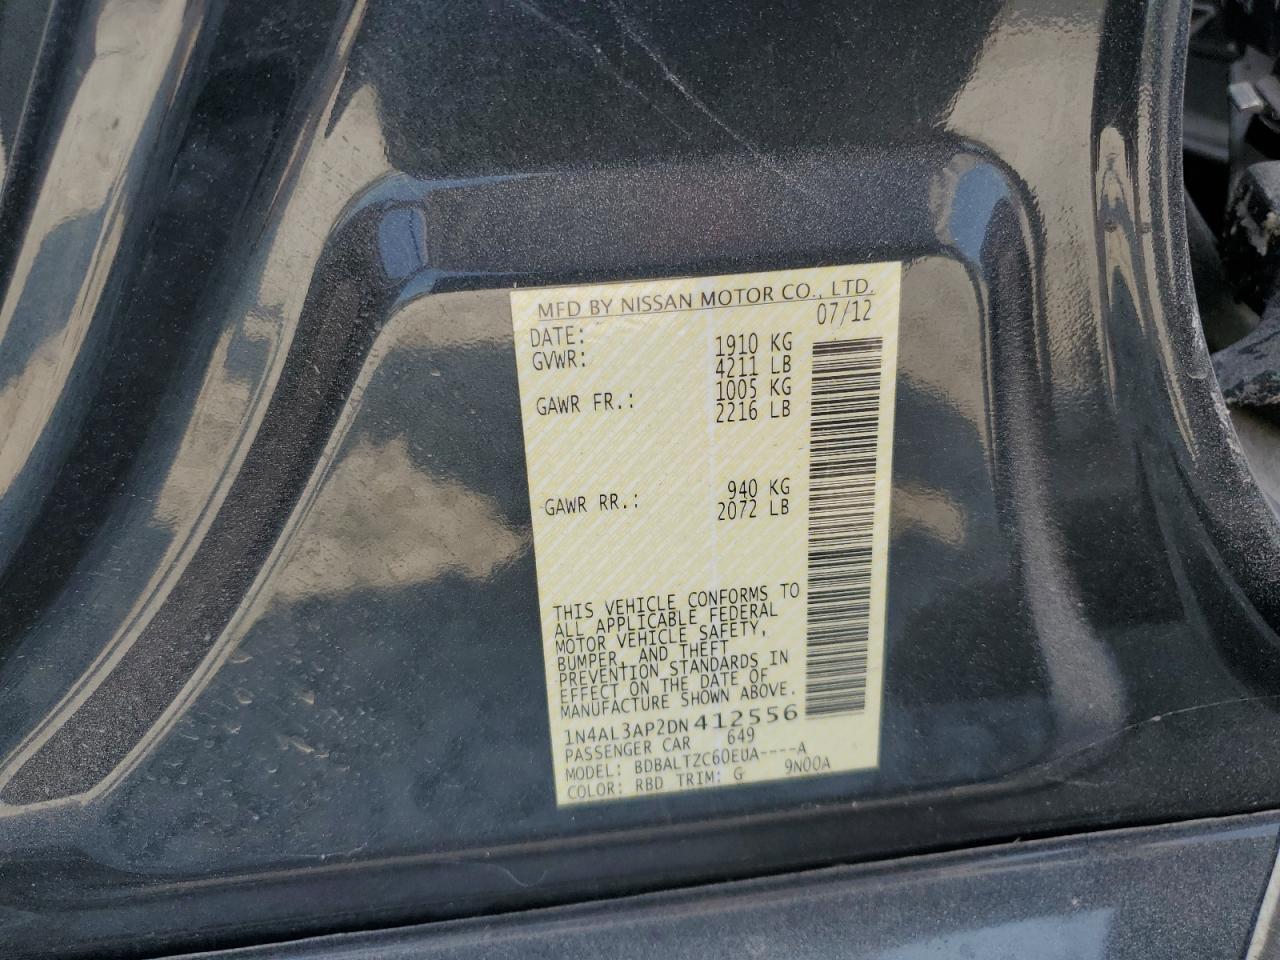 MFD BY NISSAN MOTOR CO., LTD.
DATE: 07/12
GVWR: 1910 KG
4211 LB
GAWR FR.: 1005 KG
2216 LB
GAWR RR.: 940 KG
2072 LB
THIS VEHICLE CONFORMS TO
ALL APPLICABLE FEDERAL
MOTOR VEHICLE SAFETY,
BUMPER, AND THEFT
PREVENTION STANDARDS IN
EFFECT ON THE DATE OF
MANUFACTURE SHOWN ABOVE.
1N4AL3AP2DN412556
PASSENGER CAR 649
MODEL: BDBALTZC60EUA----A
COLOR: RBD TRIM: G 9N00A